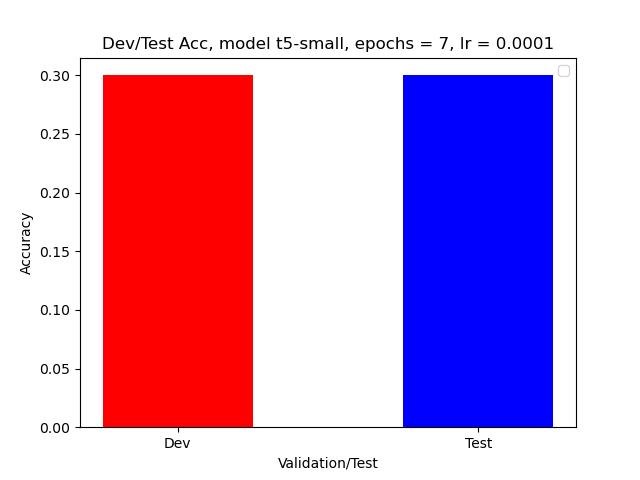 Dev/Test Acc, model t5-small, epochs = 7, lr = 0.0001
0.30
0.25
0.20
0.15
0.10
0.05
0.00
Accuracy
Dev
Test
Validation/Test